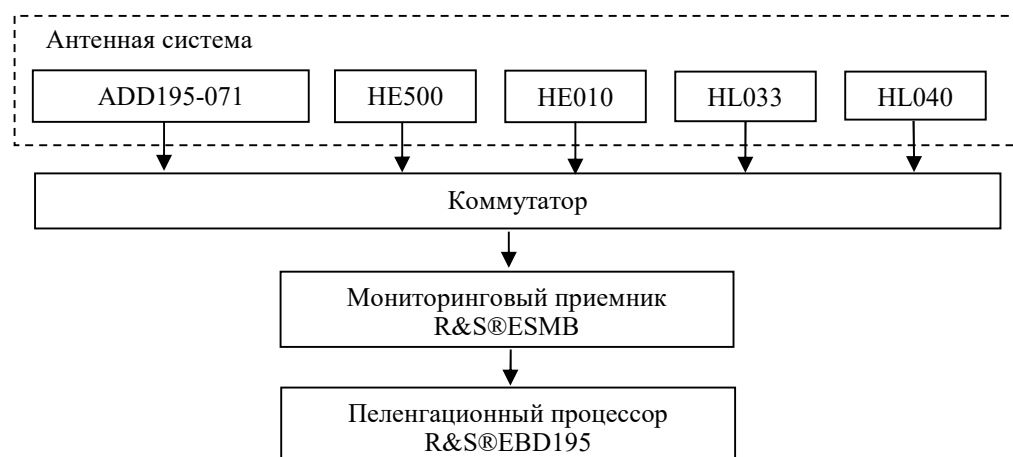 Антенная система
ADD195-071 HE500 HE010 HL033 HL040
Коммутатор
Мониторинговый приемник
R&S®ESMB
Пеленгационный процессор
R&S®EBD195